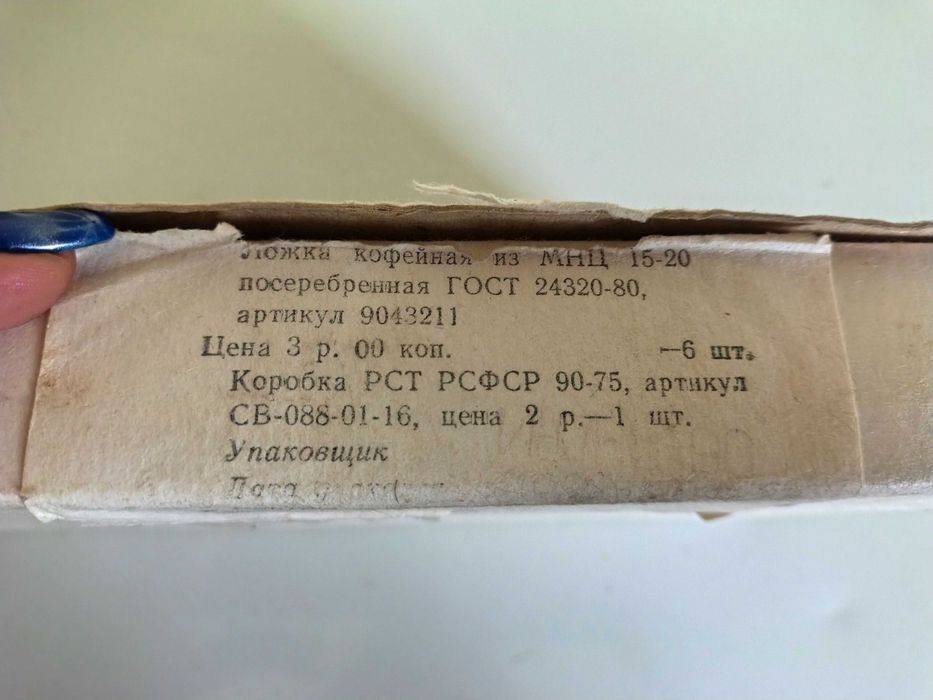 Ложка кофейная из МНЦ 15-20
посеребренная ГОСТ 24320-80,
артикул 9043211
Цена 3 р. 00 коп. —6 шт.
Коробка РСТ РСФСР 90-75, артикул
СВ-088-01-16, цена 2 р.—1 шт.
Упаковщик
Дата